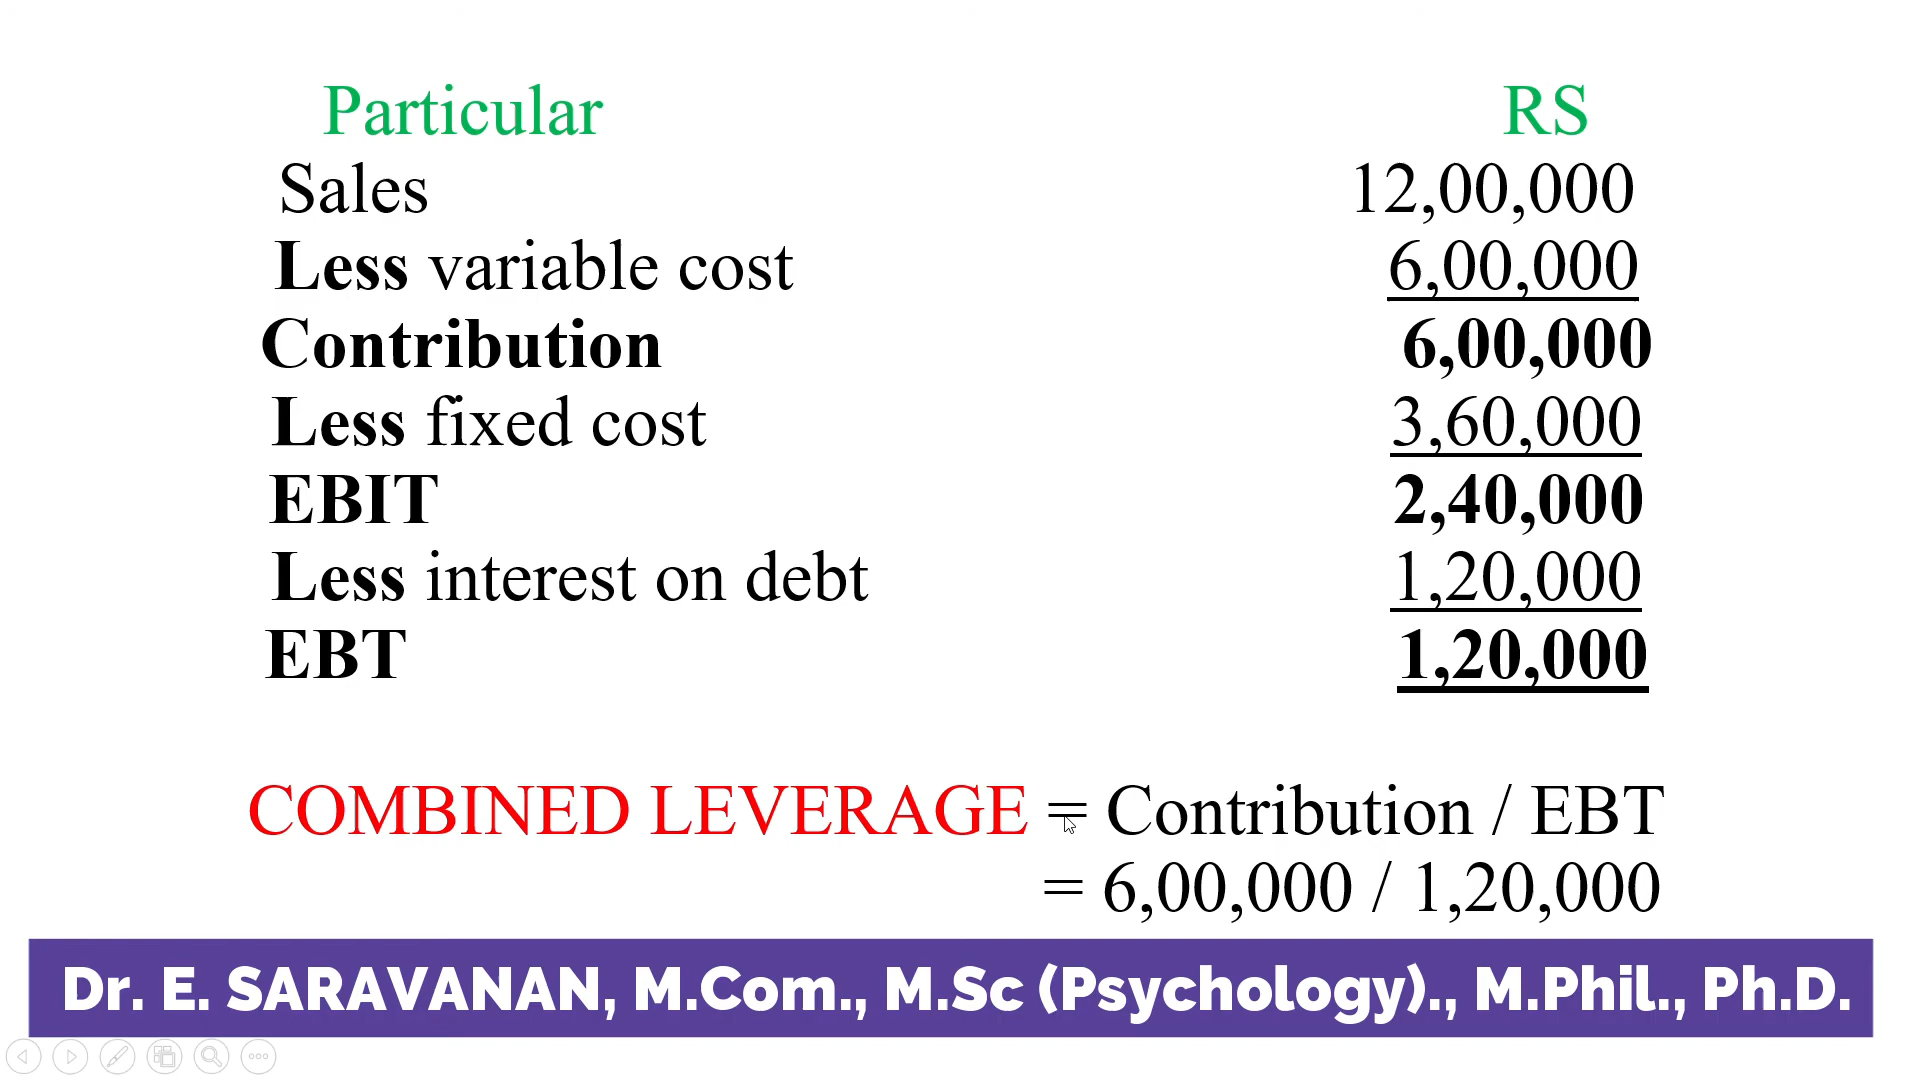 Particular RS
Sales 12,00,000
Less variable cost 6,00,000
Contribution 6,00,000
Less fixed cost 3,60,000
EBIT 2,40,000
Less interest on debt 1,20,000
EBT 1,20,000
COMBINED LEVERAGE = Contribution / EBT
= 6,00,000 / 1,20,000
Dr. E. SARAVANAN, M.Com., M.Sc (Psychology)., M.Phil., Ph.D.